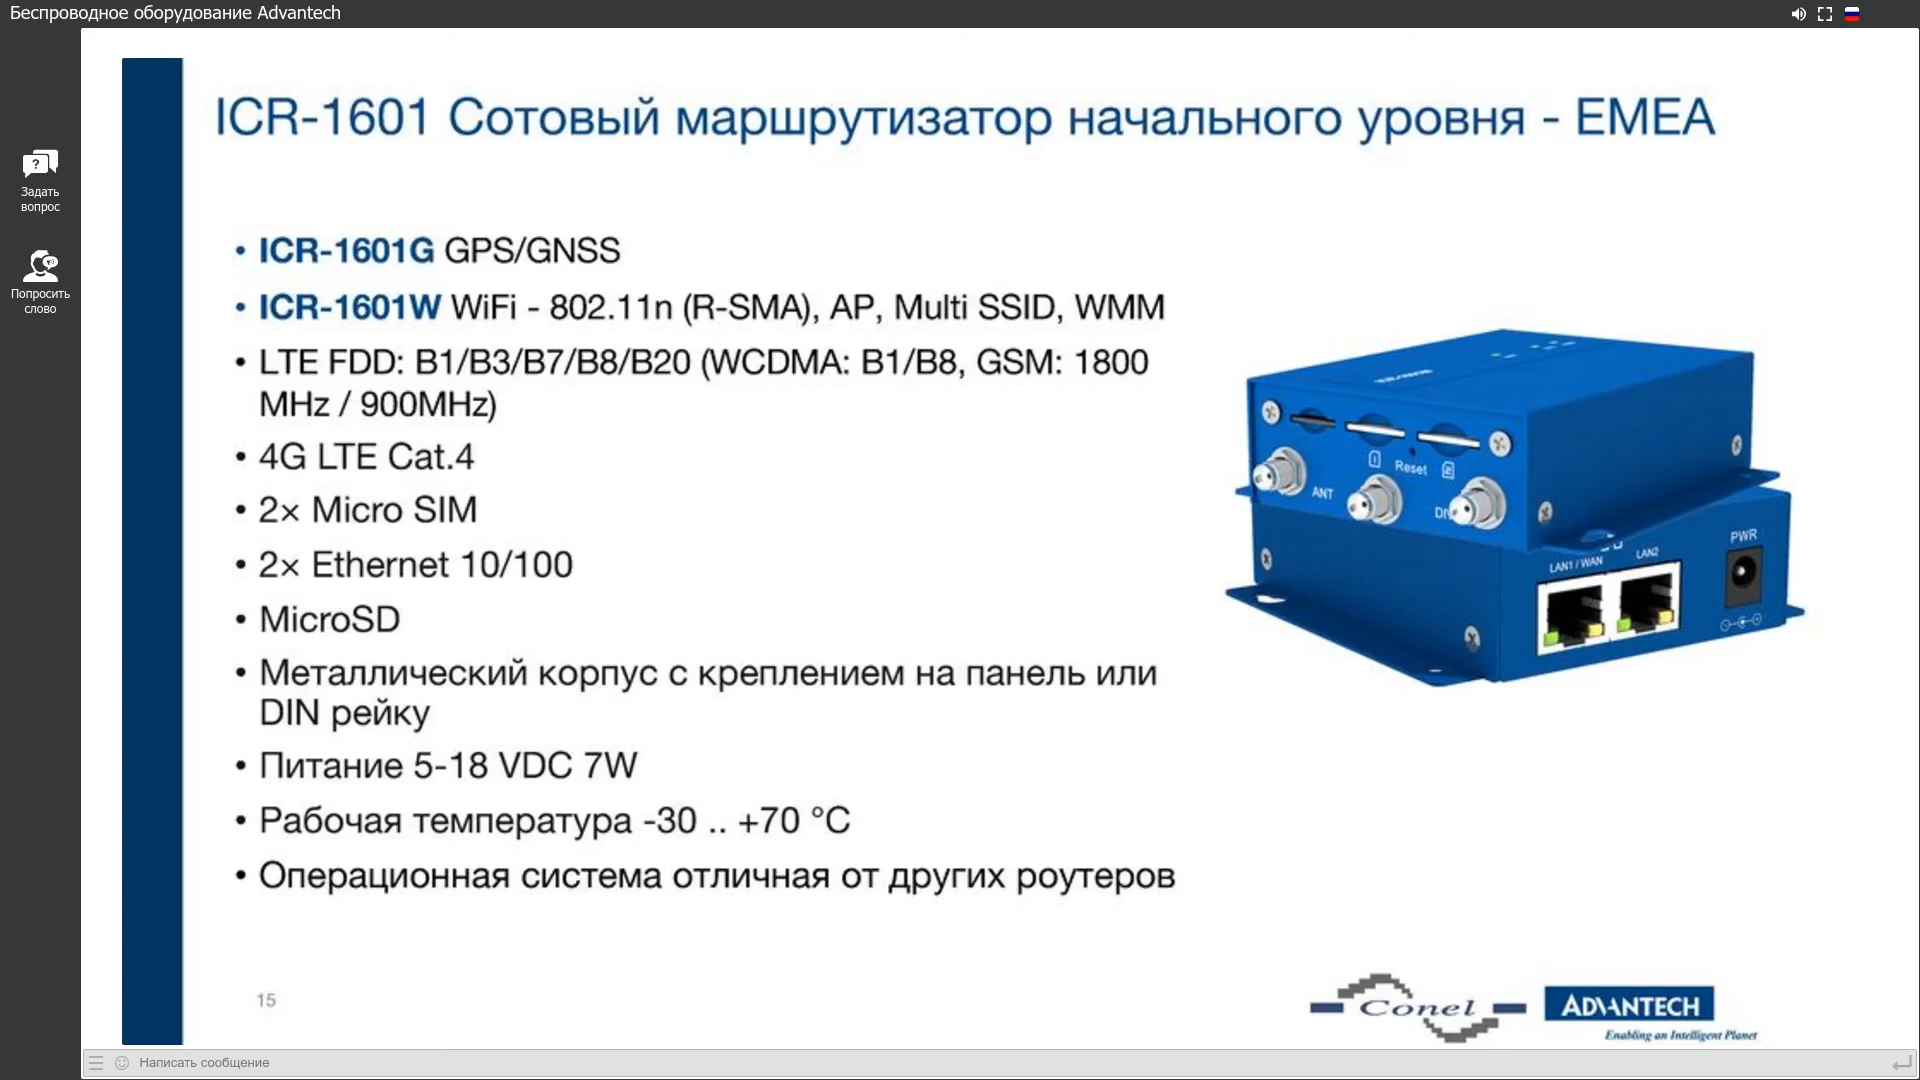 Беспроводное оборудование Advantech
Задать
вопрос
Попросить
слово
ICR-1601 Сотовый маршрутизатор начального уровня - EMEA
• ICR-1601G GPS/GNSS
• ICR-1601W WiFi - 802.11n (R-SMA), AP, Multi SSID, WMM
• LTE FDD: B1/B3/B7/B8/B20 (WCDMA: B1/B8, GSM: 1800
MHz / 900MHz)
• 4G LTE Cat.4
• 2× Micro SIM
• 2× Ethernet 10/100
• MicroSD
• Металлический корпус с креплением на панель или
DIN рейку
• Питание 5-18 VDC 7W
• Рабочая температура -30 .. +70 °C
• Операционная система отличная от других роутеров
Reset
ANT
PWR
LAN1 / WAN
LAN2
15
Conel
ADVANTECH
Enabling an Intelligent Planet
Написать сообщение